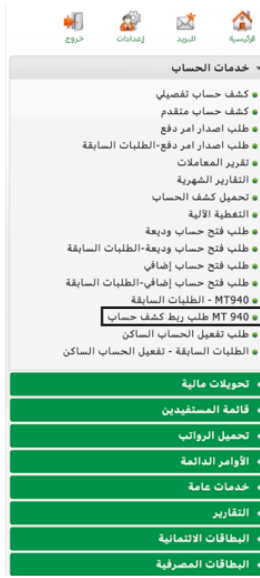 الرئيسية البريد إعدادات خروج
خدمات الحساب
كشف حساب تفصيلي
كشف حساب متقدم
طلب اصدار امر دفع
طلب اصدار امر دفع-الطلبات السابقة
تقرير المعاملات
التقارير الشهرية
تحميل كشف الحساب
التغطية الآلية
طلب فتح حساب وديعة
طلب فتح حساب وديعة-الطلبات السابقة
طلب فتح حساب إضافي
طلب فتح حساب إضافي-الطلبات السابقة
MT940 - الطلبات السابقة
MT 940 طلب ربط كشف حساب
طلب تفعيل الحساب الساكن
الطلبات السابقة - تفعيل الحساب الساكن
تحويلات مالية
قائمة المستفيدين
تحميل الرواتب
الأوامر الدائمة
خدمات عامة
التقارير
البطاقات الائتمانية
البطاقات المصرفية